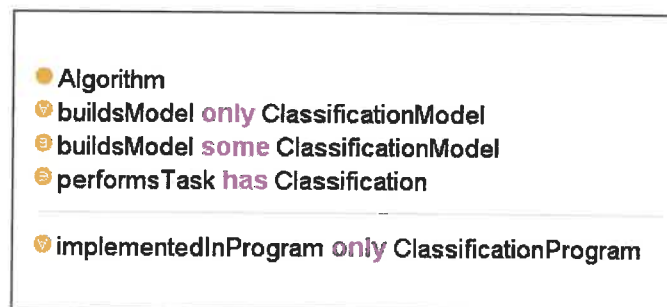 Algorithm
∀ buildsModel only ClassificationModel
∃ buildsModel some ClassificationModel
∃ performsTask has Classification
∀ implementedInProgram only ClassificationProgram